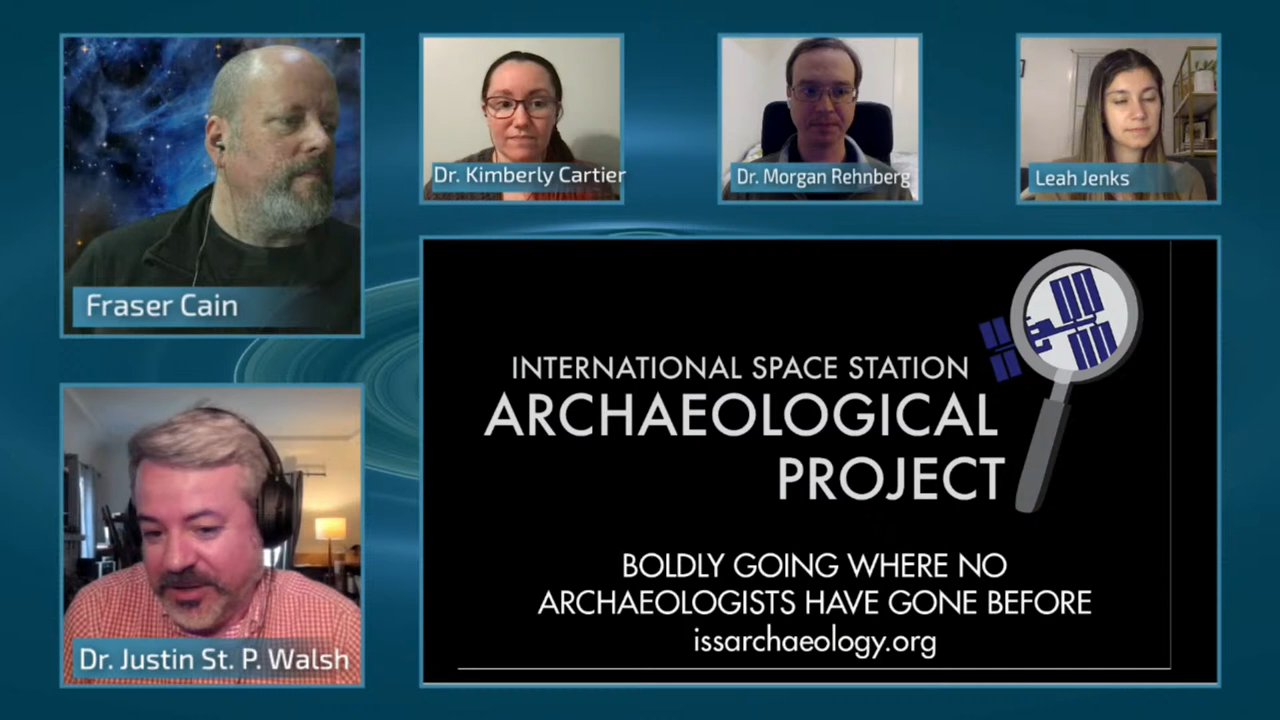 Dr. Kimberly Cartier
Dr. Morgan Rehnberg
Leah Jenks
Fraser Cain
INTERNATIONAL SPACE STATION
ARCHAEOLOGICAL
PROJECT
BOLDLY GOING WHERE NO
ARCHAEOLOGISTS HAVE GONE BEFORE
issarchaeology.org
Dr. Justin St. P. Walsh